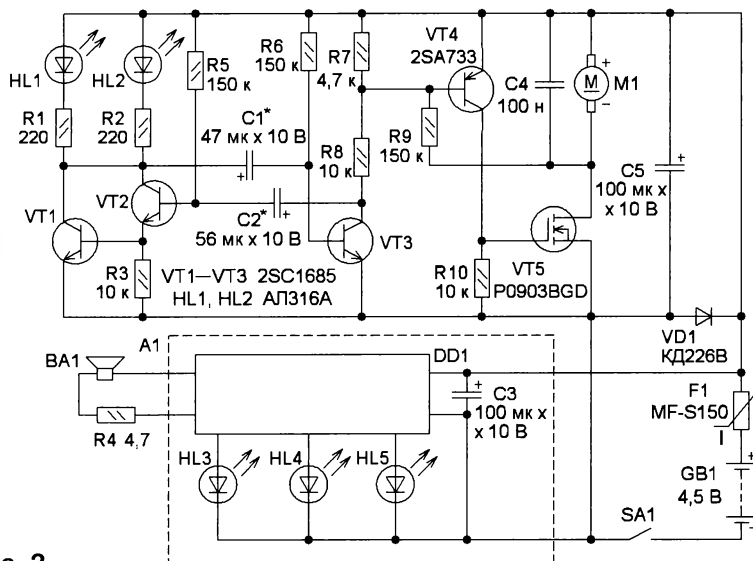 HL1
HL2
R1
220
R2
220
R5
150 к
R6
150 к
R7
4,7 к
VT4
2SA733
C4
100 н
M
M1
+
−
C1*
47 мк x 10 В
+
R8
10 к
R9
150 к
C5
100 мк x
x 10 В
+
VT1
VT2
C2*
56 мк x 10 В
+
VT3
R3
10 к
VT1—VT3 2SC1685
HL1, HL2 АЛ316А
R10
10 к
VT5
P0903BGD
VD1
КД226В
BA1
A1
DD1
R4 4,7
C3
100 мк x
x 10 В
+
F1
MF-S150
I
HL3
HL4
HL5
GB1
4,5 В
+
−
SA1